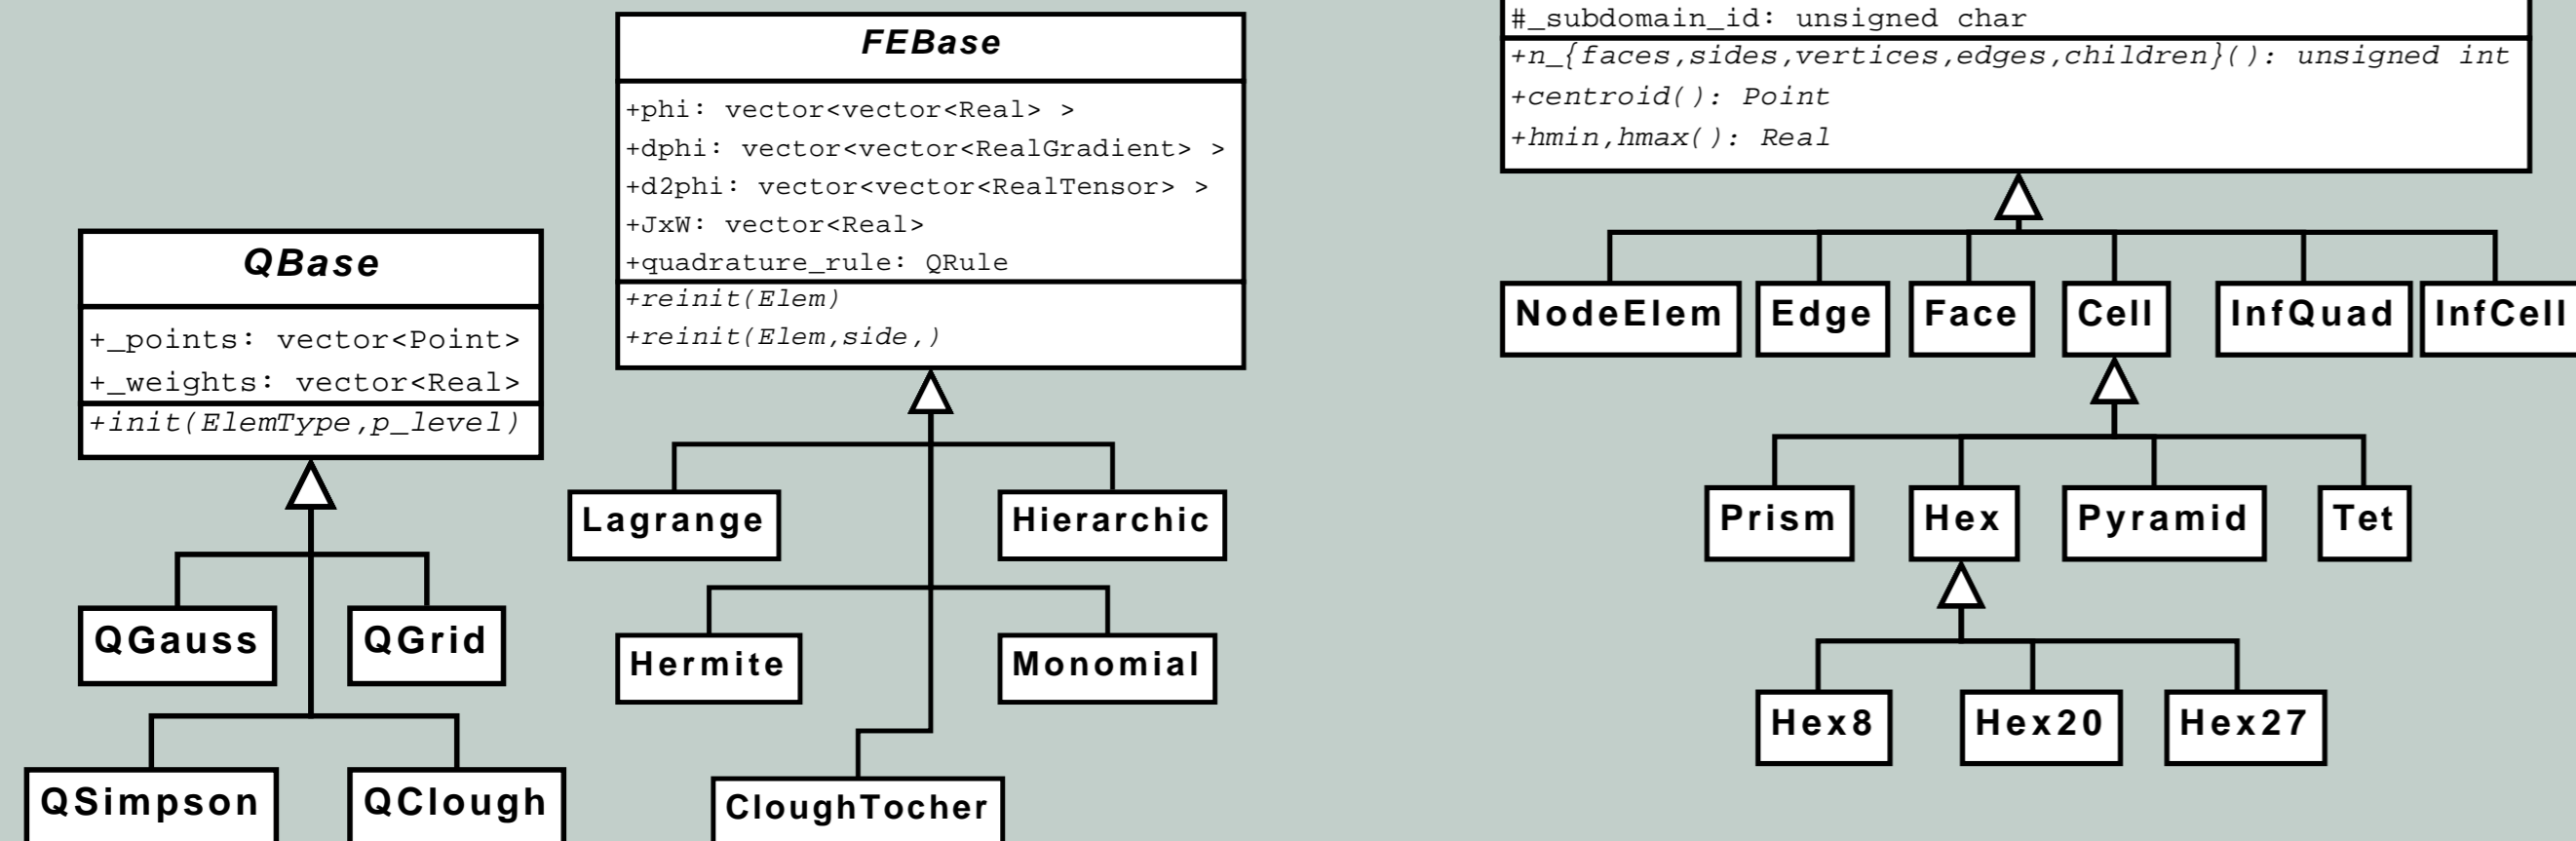 QBase
+_points: vector<Point>
+_weights: vector<Real>
+init(ElemType,p_level)
QGauss
QGrid
QSimpson
QClough
FEBase
+phi: vector<vector<Real> >
+dphi: vector<vector<RealGradient> >
+d2phi: vector<vector<RealTensor> >
+JxW: vector<Real>
+quadrature_rule: QRule
+reinit(Elem)
+reinit(Elem,side,)
Lagrange
Hierarchic
Hermite
Monomial
CloughTocher
#_subdomain_id: unsigned char
+n_{faces,sides,vertices,edges,children}(): unsigned int
+centroid(): Point
+hmin,hmax(): Real
NodeElem
Edge
Face
Cell
InfQuad
InfCell
Prism
Hex
Pyramid
Tet
Hex8
Hex20
Hex27